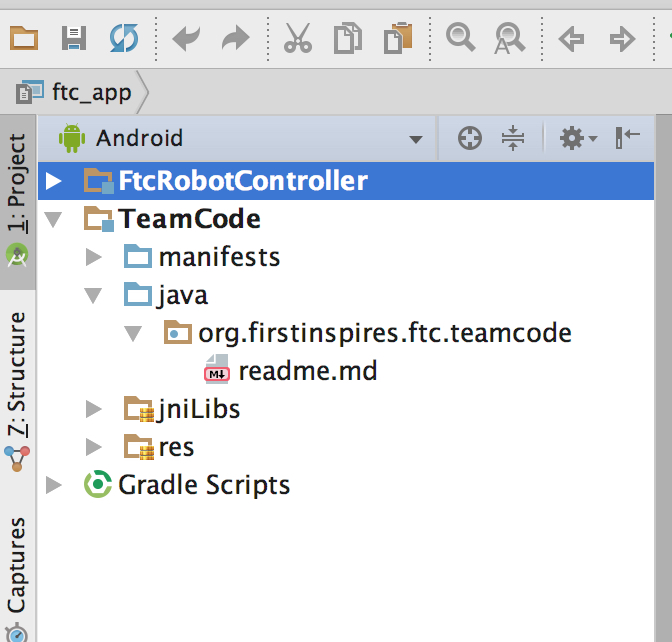 ftc_app
Android
1: Project
7: Structure
Captures
FtcRobotController
TeamCode
manifests
java
org.firstinspires.ftc.teamcode
M↓ readme.md
jniLibs
res
Gradle Scripts